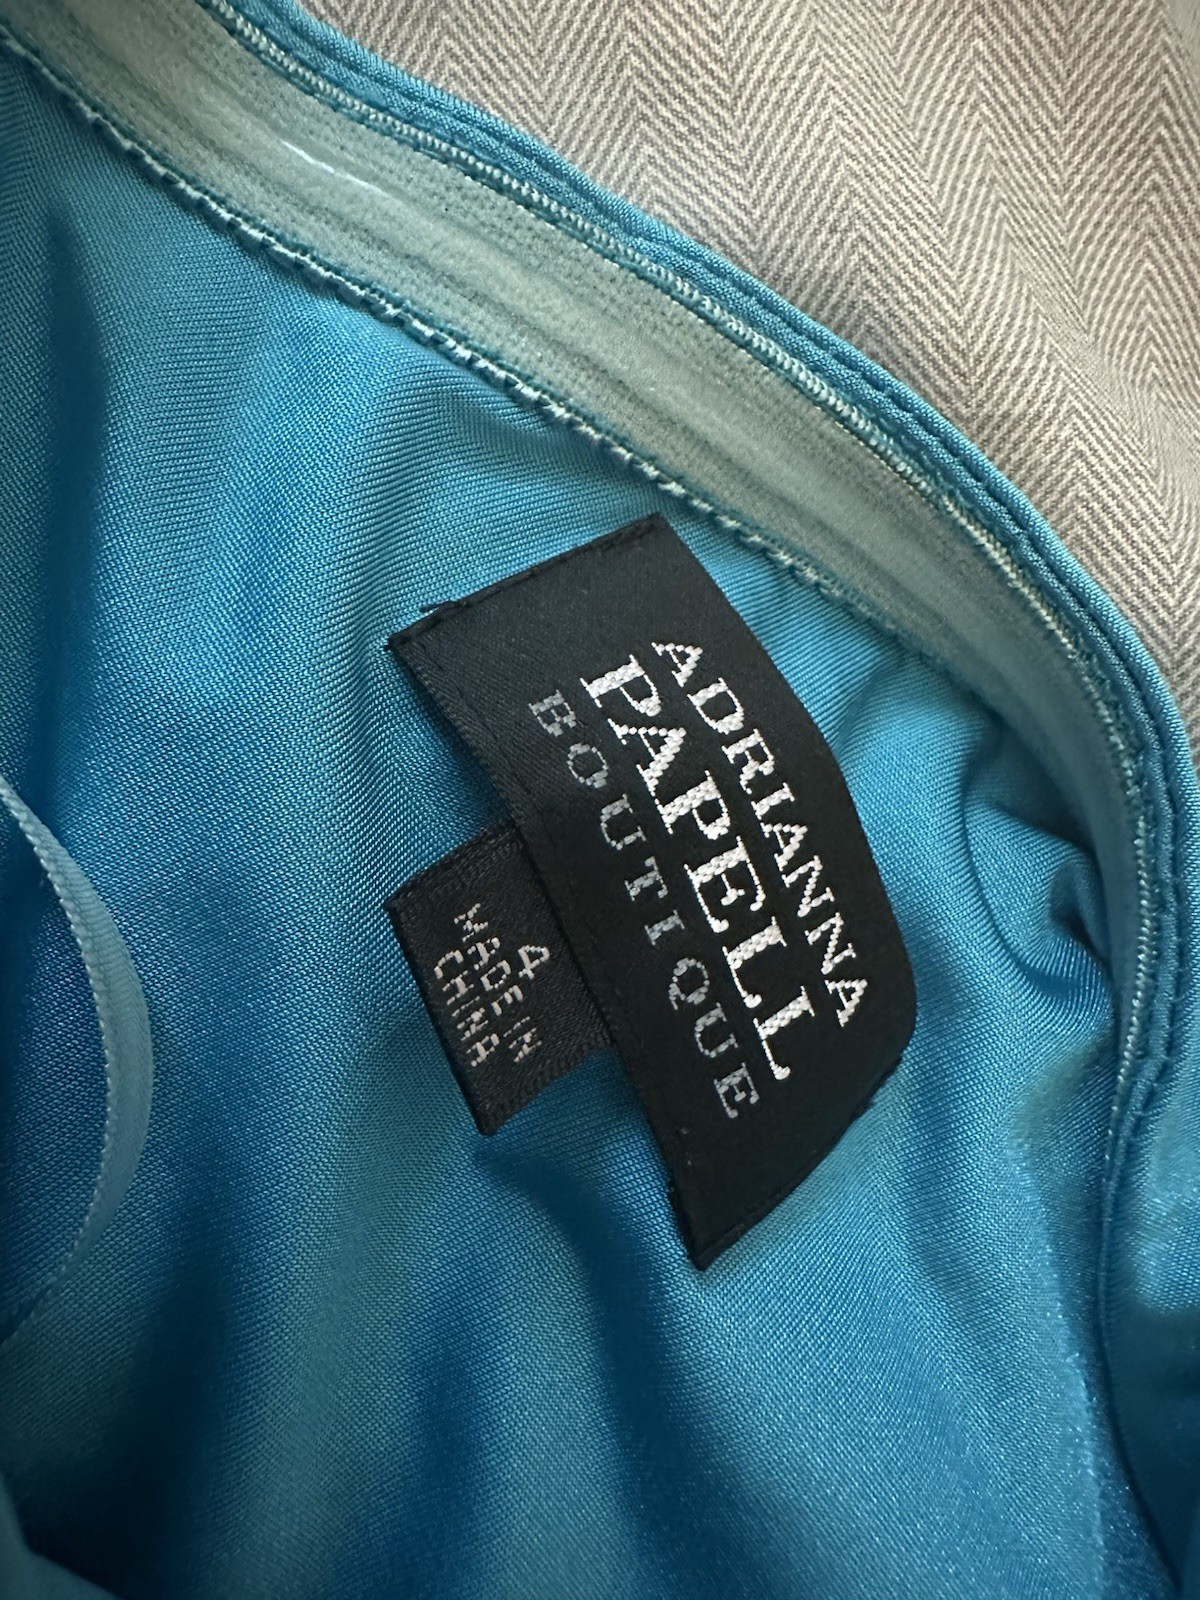 ADRIANNA
PAPELL
BOUTIQUE
4
MADE IN
CHINA